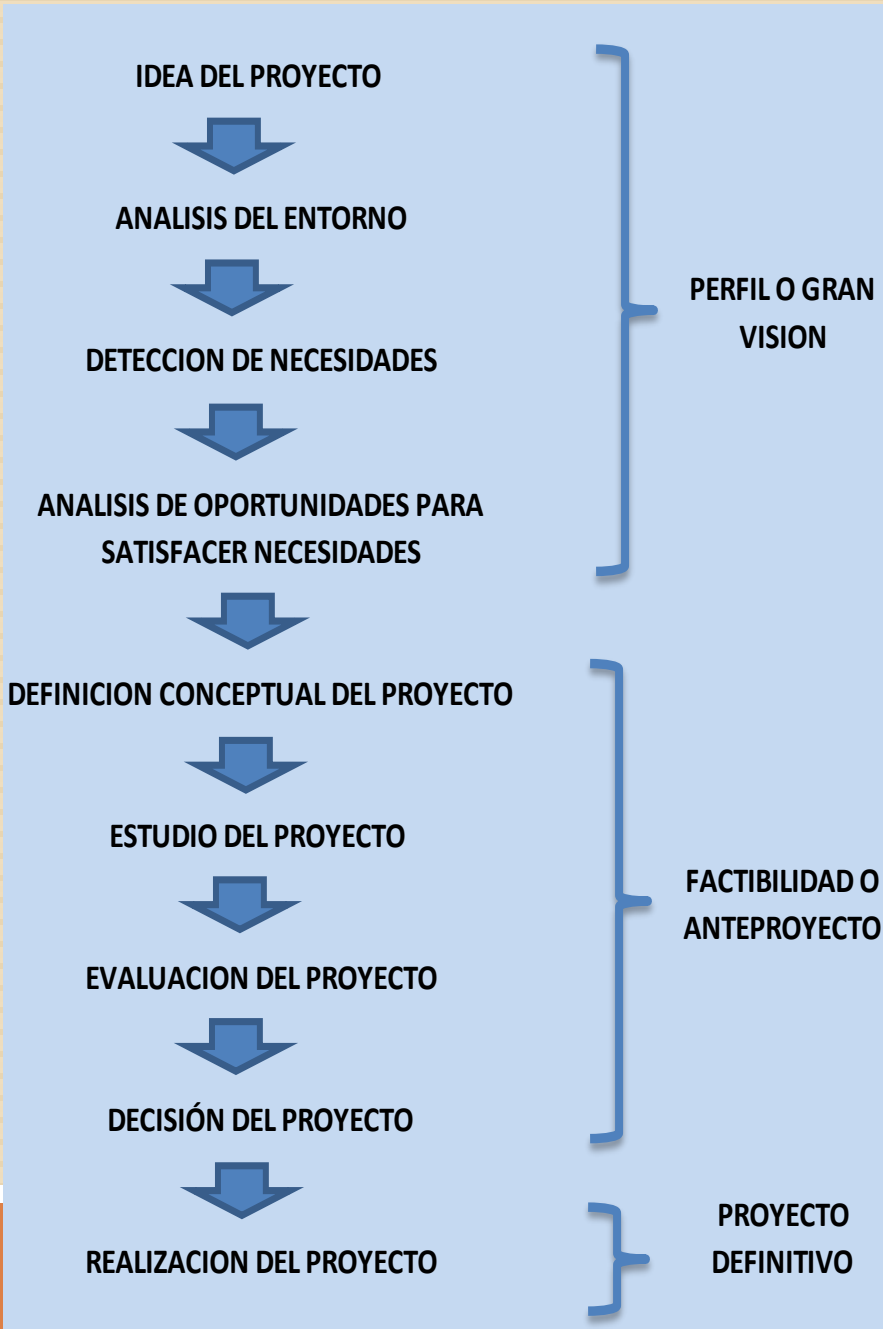 IDEA DEL PROYECTO
ANALISIS DEL ENTORNO
DETECCION DE NECESIDADES
ANALISIS DE OPORTUNIDADES PARA
SATISFACER NECESIDADES
PERFIL O GRAN
VISION
DEFINICION CONCEPTUAL DEL PROYECTO
ESTUDIO DEL PROYECTO
EVALUACION DEL PROYECTO
DECISIÓN DEL PROYECTO
FACTIBILIDAD O
ANTEPROYECTO
REALIZACION DEL PROYECTO
PROYECTO
DEFINITIVO